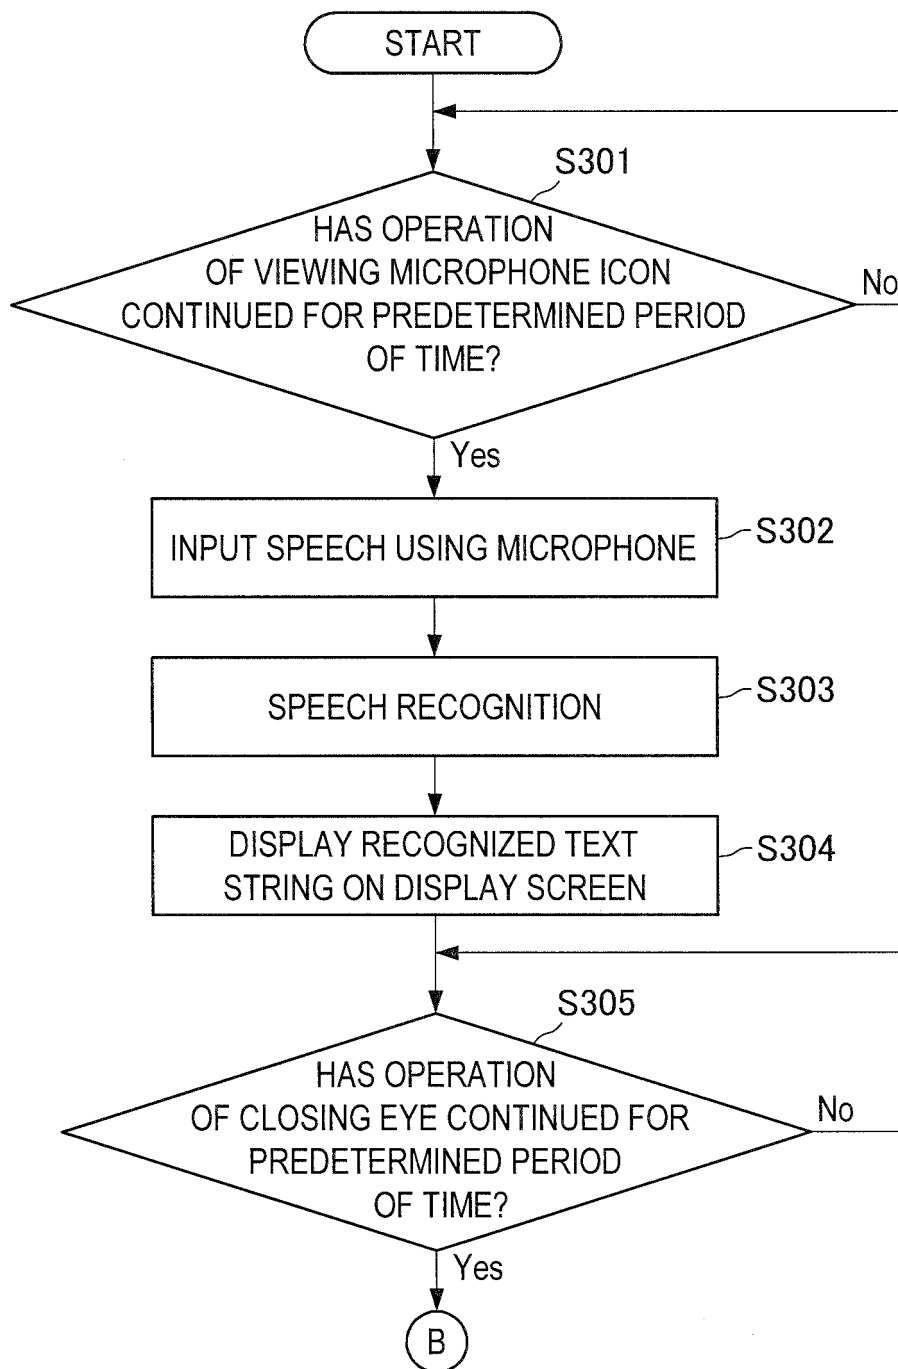 START
S301
HAS OPERATION
OF VIEWING MICROPHONE ICON
CONTINUED FOR PREDETERMINED PERIOD
OF TIME?
No
Yes
INPUT SPEECH USING MICROPHONE
S302
SPEECH RECOGNITION
S303
DISPLAY RECOGNIZED TEXT
STRING ON DISPLAY SCREEN
S304
S305
HAS OPERATION
OF CLOSING EYE CONTINUED FOR
PREDETERMINED PERIOD
OF TIME?
No
Yes
B